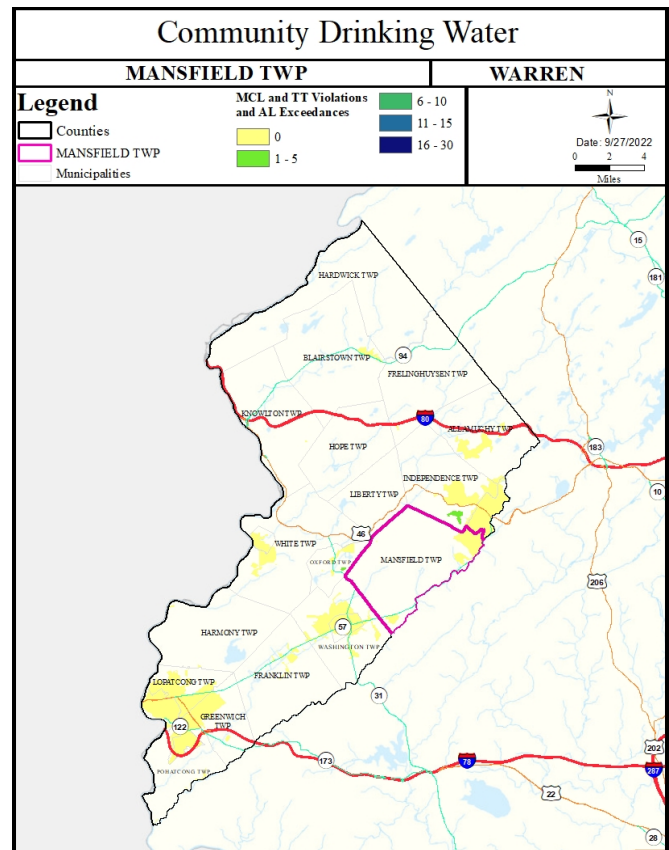 Community Drinking Water
MANSFIELD TWP
WARREN
Legend
Counties
MANSFIELD TWP
Municipalities
MCL and TT Violations
and AL Exceedances
0
1 - 5
6 - 10
11 - 15
16 - 30
N
Date: 9/27/2022
0 2 4
Miles
15
181
HARDWICK TWP
94
BLAIRSTOWN TWP
FRELINGHUYSEN TWP
KNOWLTON TWP
80
ALLAMUCHY TWP
183
HOPE TWP
INDEPENDENCE TWP
10
LIBERTY TWP
46
WHITE TWP
OXFORD TWP
MANSFIELD TWP
206
HARMONY TWP
57
WASHINGTON TWP
FRANKLIN TWP
LOPATCONG TWP
31
GREENWICH
TWP
122
202
173
78
POHATCONG TWP
287
22
28